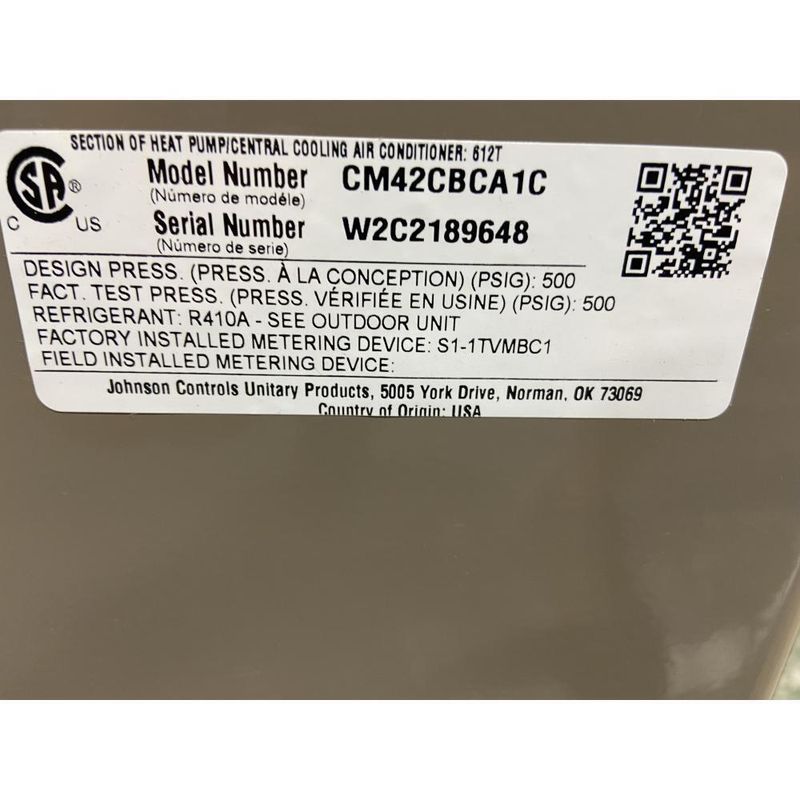 SECTION OF HEAT PUMP/CENTRAL COOLING AIR CONDITIONER: 612T
SA ®
C US
Model Number CM42CBCA1C
(Número de modéle)
Serial Number W2C2189648
(Número de serie)
DESIGN PRESS. (PRESS. À LA CONCEPTION) (PSIG): 500
FACT. TEST PRESS. (PRESS. VÉRIFIÉE EN USINE) (PSIG): 500
REFRIGERANT: R410A - SEE OUTDOOR UNIT
FACTORY INSTALLED METERING DEVICE: S1-1TVMBC1
FIELD INSTALLED METERING DEVICE:
Johnson Controls Unitary Products, 5005 York Drive, Norman, OK 73069
Country of Origin: USA